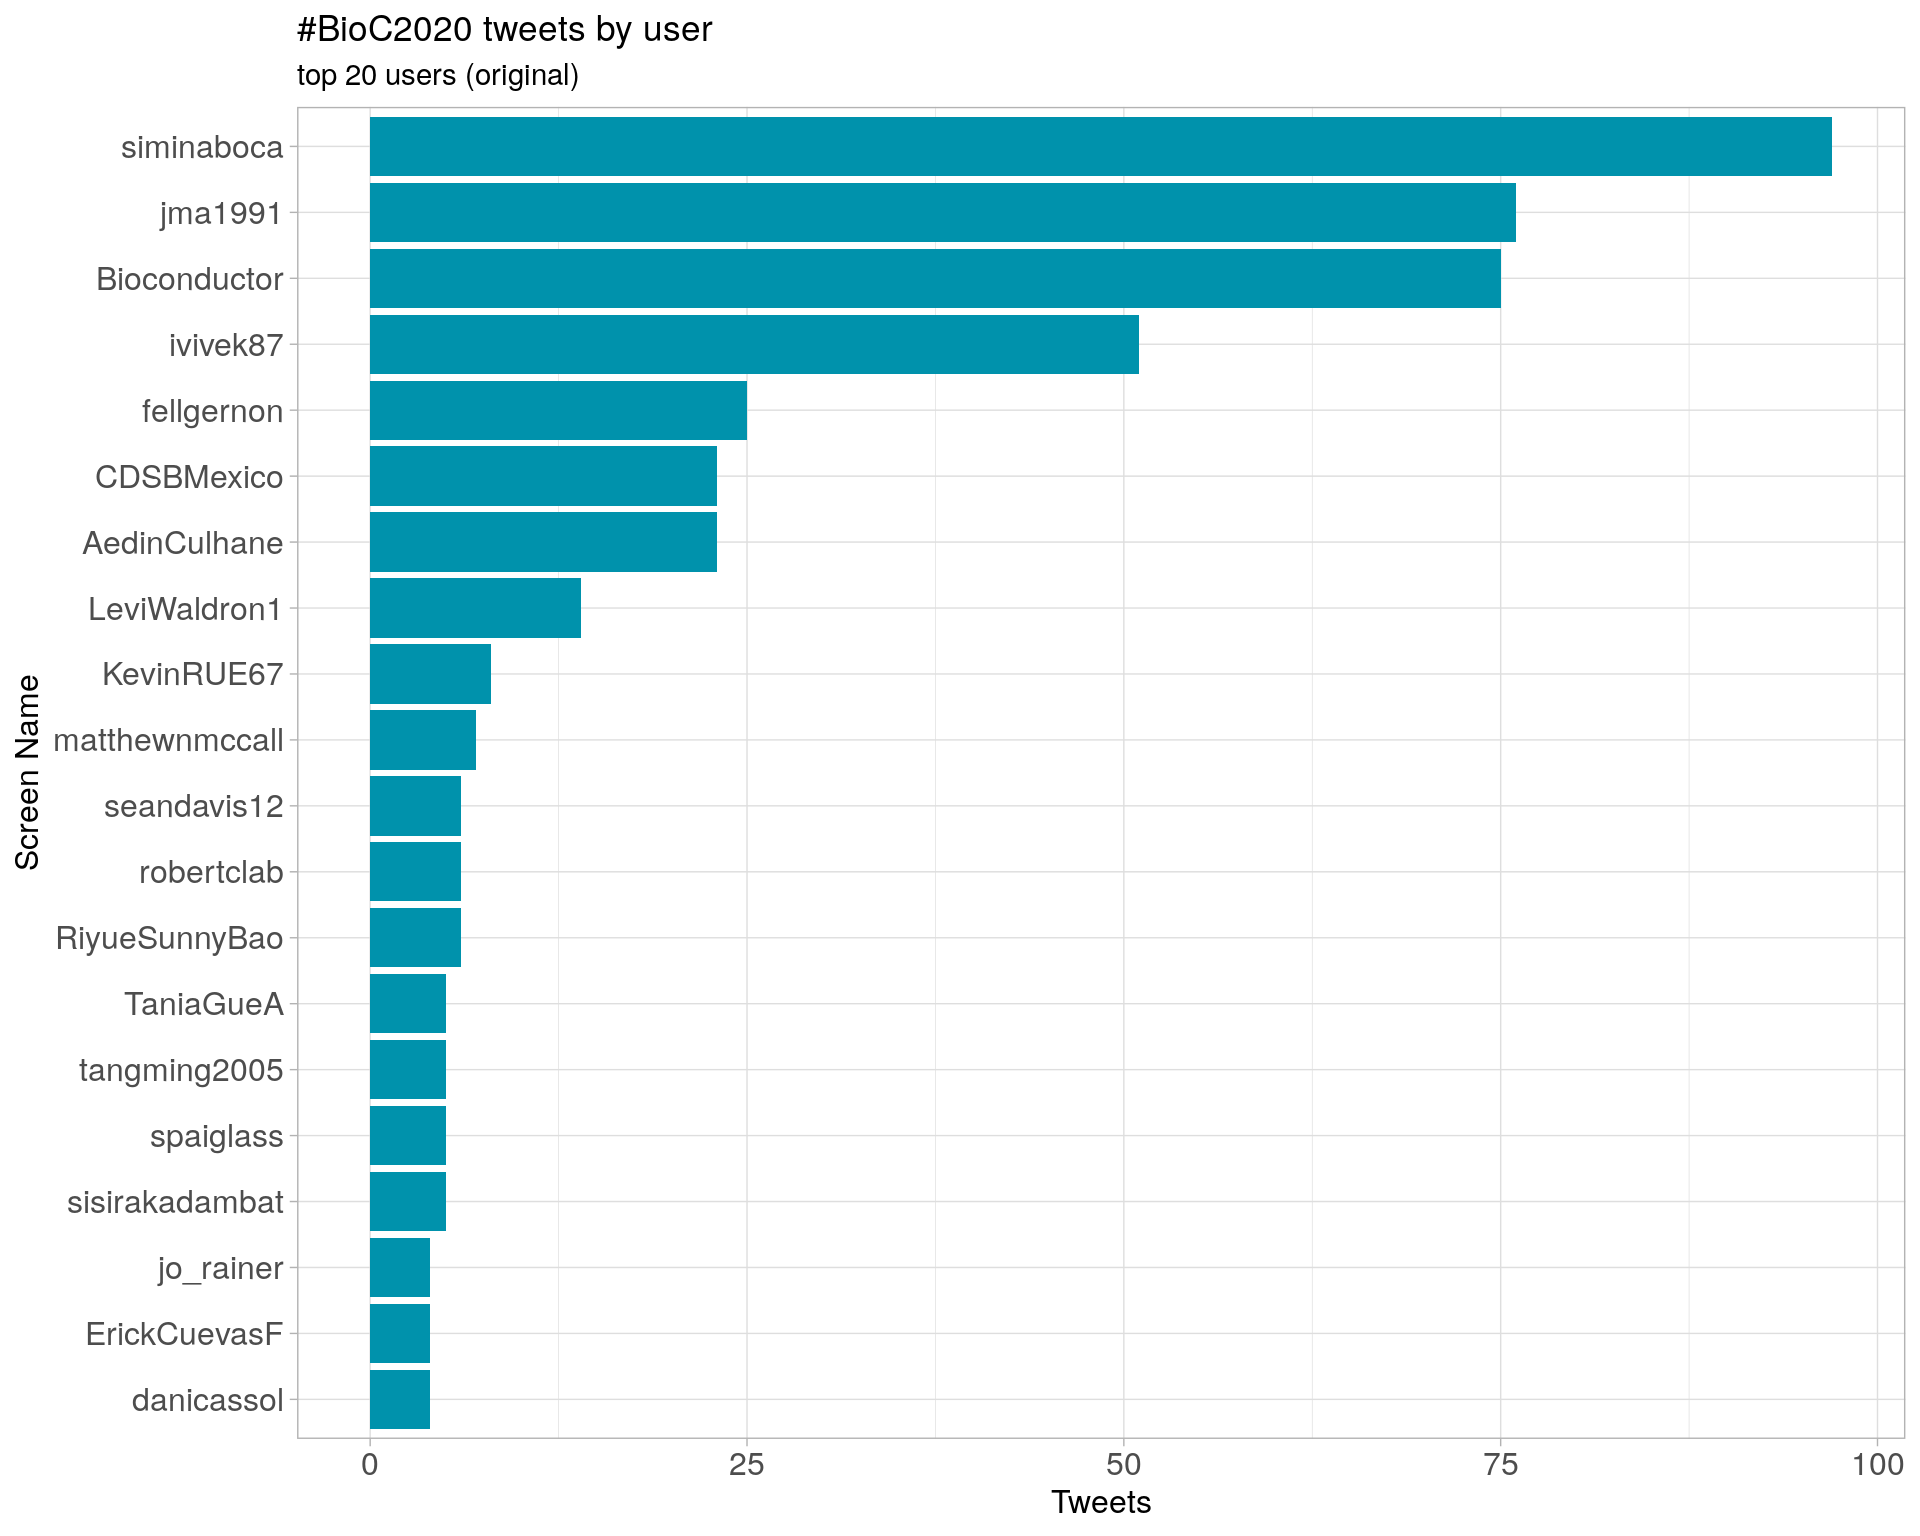 #BioC2020 tweets by user
top 20 users (original)
siminaboca
jma1991
Bioconductor
ivivek87
fellgernon
CDSBMexico
AedinCulhane
LeviWaldron1
KevinRUE67
matthewnmccall
seandavis12
robertclab
RiyueSunnyBao
TaniaGueA
tangming2005
spaiglass
sisirakadambat
jo_rainer
ErickCuevasF
danicassol
Screen Name
0 25 50 75 100
Tweets